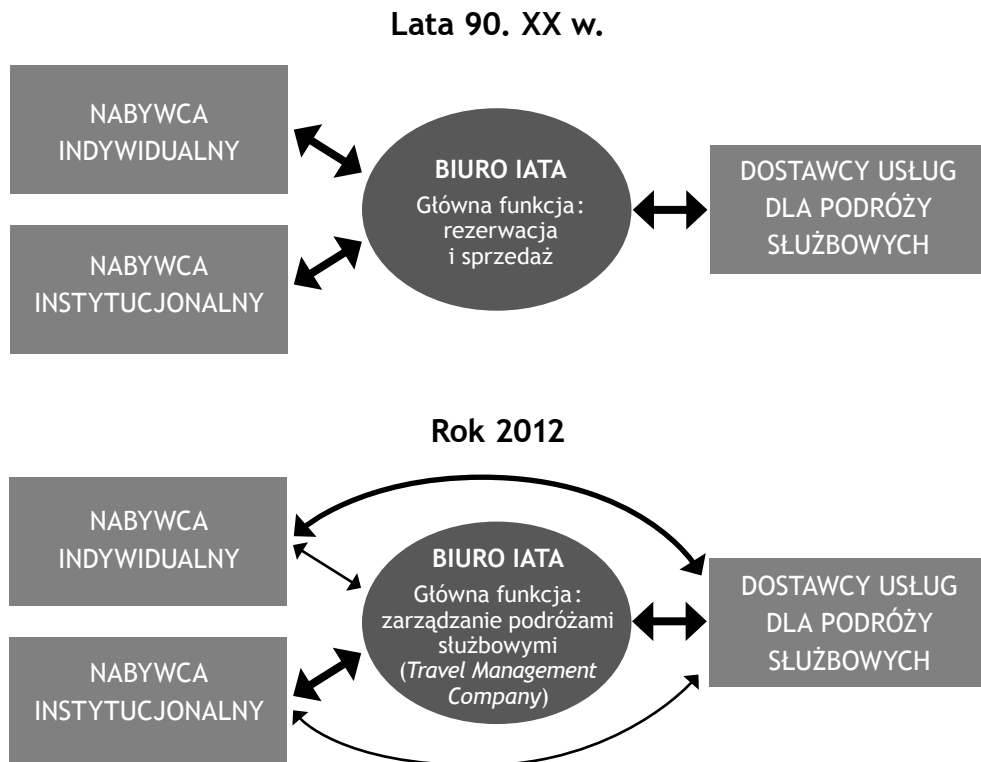 Lata 90. XX w.
NABYWCA
INDYWIDUALNY
NABYWCA
INSTYTUCJONALNY
BIURO IATA
Główna funkcja:
rezerwacja
i sprzedaż
DOSTAWCY USŁUG
DLA PODRÓŻY
SŁUŻBOWYCH
Rok 2012
NABYWCA
INDYWIDUALNY
NABYWCA
INSTYTUCJONALNY
BIURO IATA
Główna funkcja:
zarządzanie podróżami
służbowymi
(Travel Management
Company)
DOSTAWCY USŁUG
DLA PODRÓŻY
SŁUŻBOWYCH